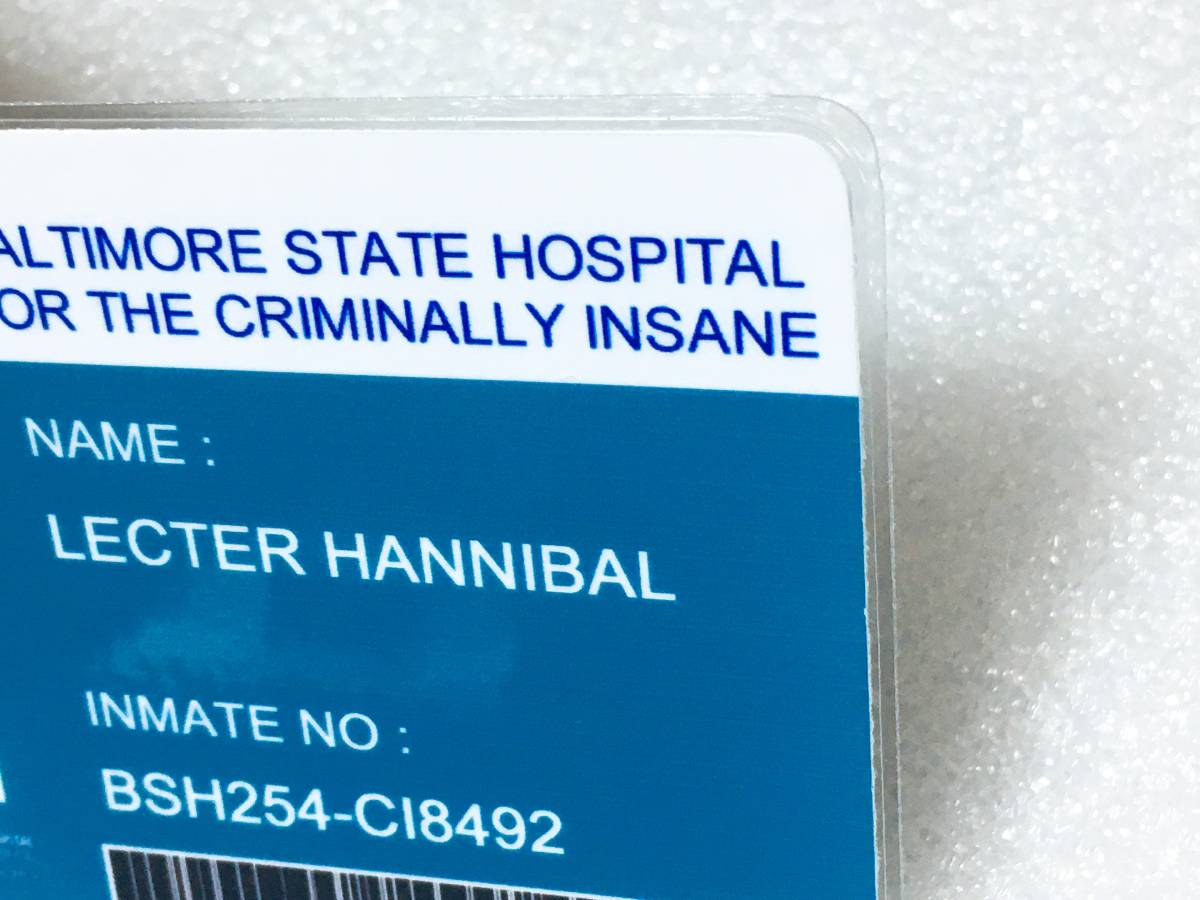 ALTIMORE STATE HOSPITAL
OR THE CRIMINALLY INSANE
NAME :
LECTER HANNIBAL
INMATE NO :
BSH254-CI8492